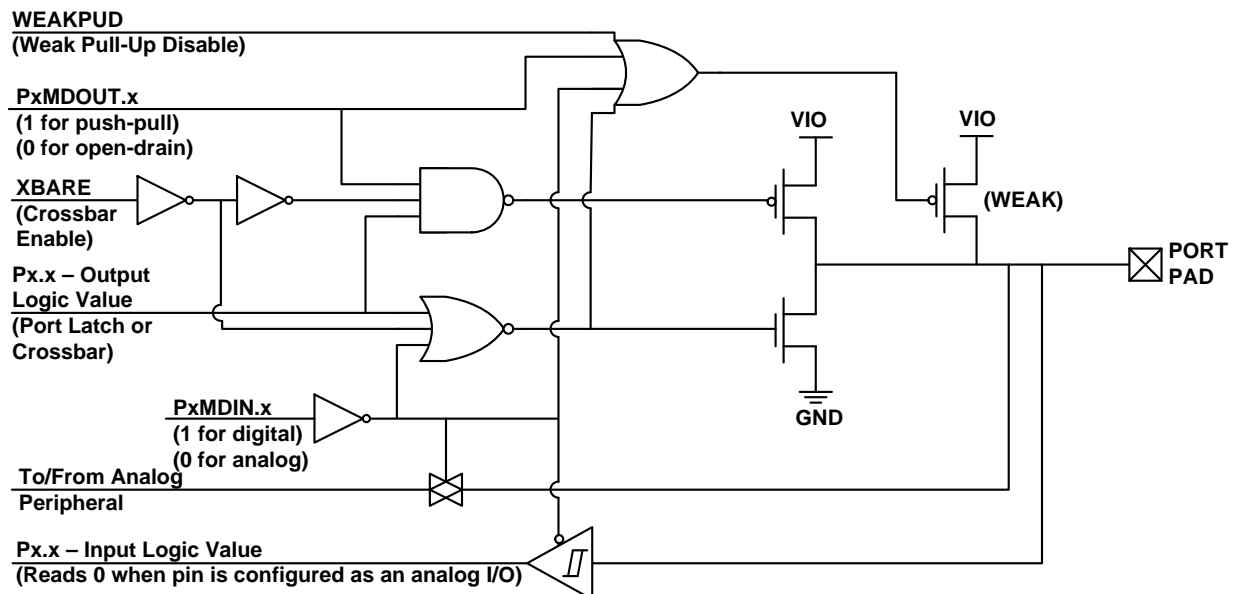 WEAKPUD
(Weak Pull-Up Disable)
PxMDOUT.x
(1 for push-pull)
(0 for open-drain)
XBARE
(Crossbar
Enable)
Px.x – Output
Logic Value
(Port Latch or
Crossbar)
PxMDIN.x
(1 for digital)
(0 for analog)
To/From Analog
Peripheral
Px.x – Input Logic Value
(Reads 0 when pin is configured as an analog I/O)
VIO
VIO
(WEAK)
GND
PORT
PAD